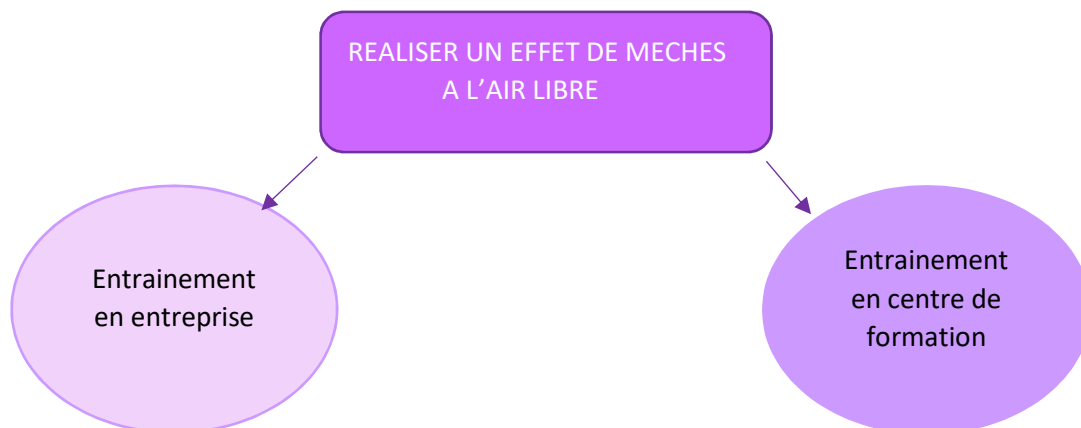 REALISER UN EFFET DE MECHES
A L’AIR LIBRE
Entrainement
en entreprise
Entrainement
en centre de
formation